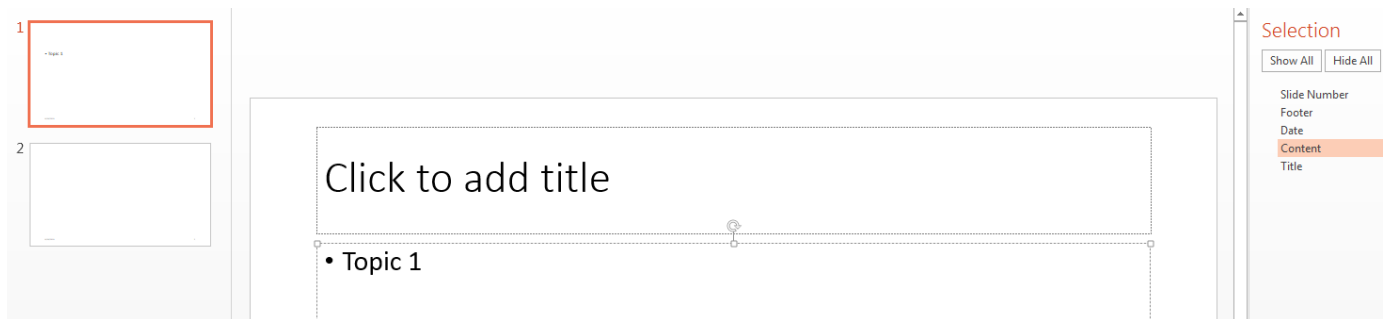 1
• Topic 1
2
Click to add title
• Topic 1
Selection
Show All Hide All
Slide Number
Footer
Date
Content
Title